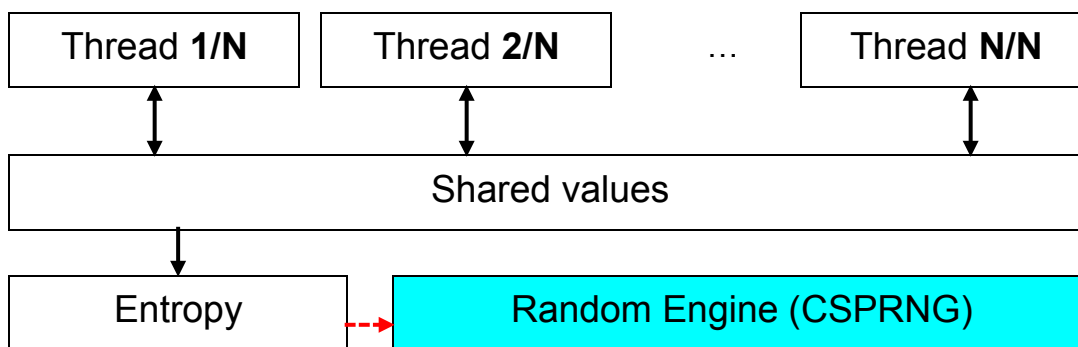 Thread 1/N Thread 2/N … Thread N/N
Shared values
Entropy Random Engine (CSPRNG)